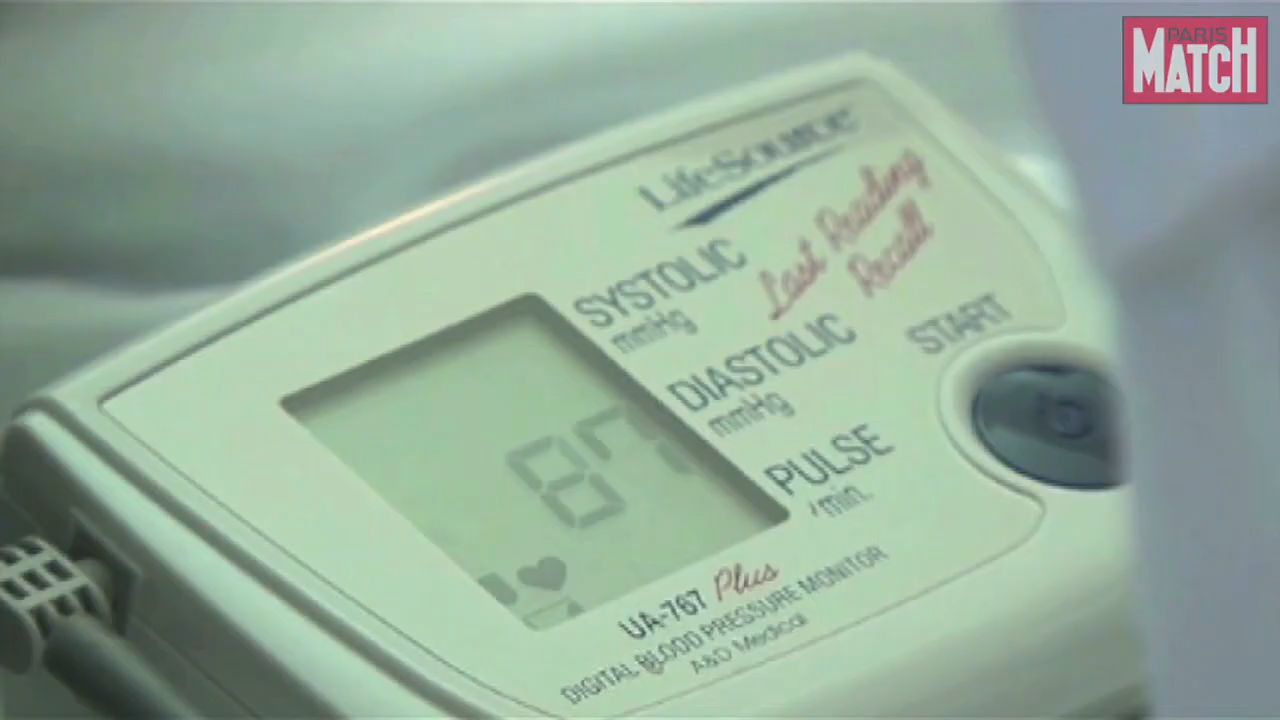 PARIS
MATCH
LifeSource
Last Reading
Recall
SYSTOLIC
mmHg
DIASTOLIC
mmHg
PULSE
/min.
START
87
UA-767 Plus
DIGITAL BLOOD PRESSURE MONITOR
A&D Medical